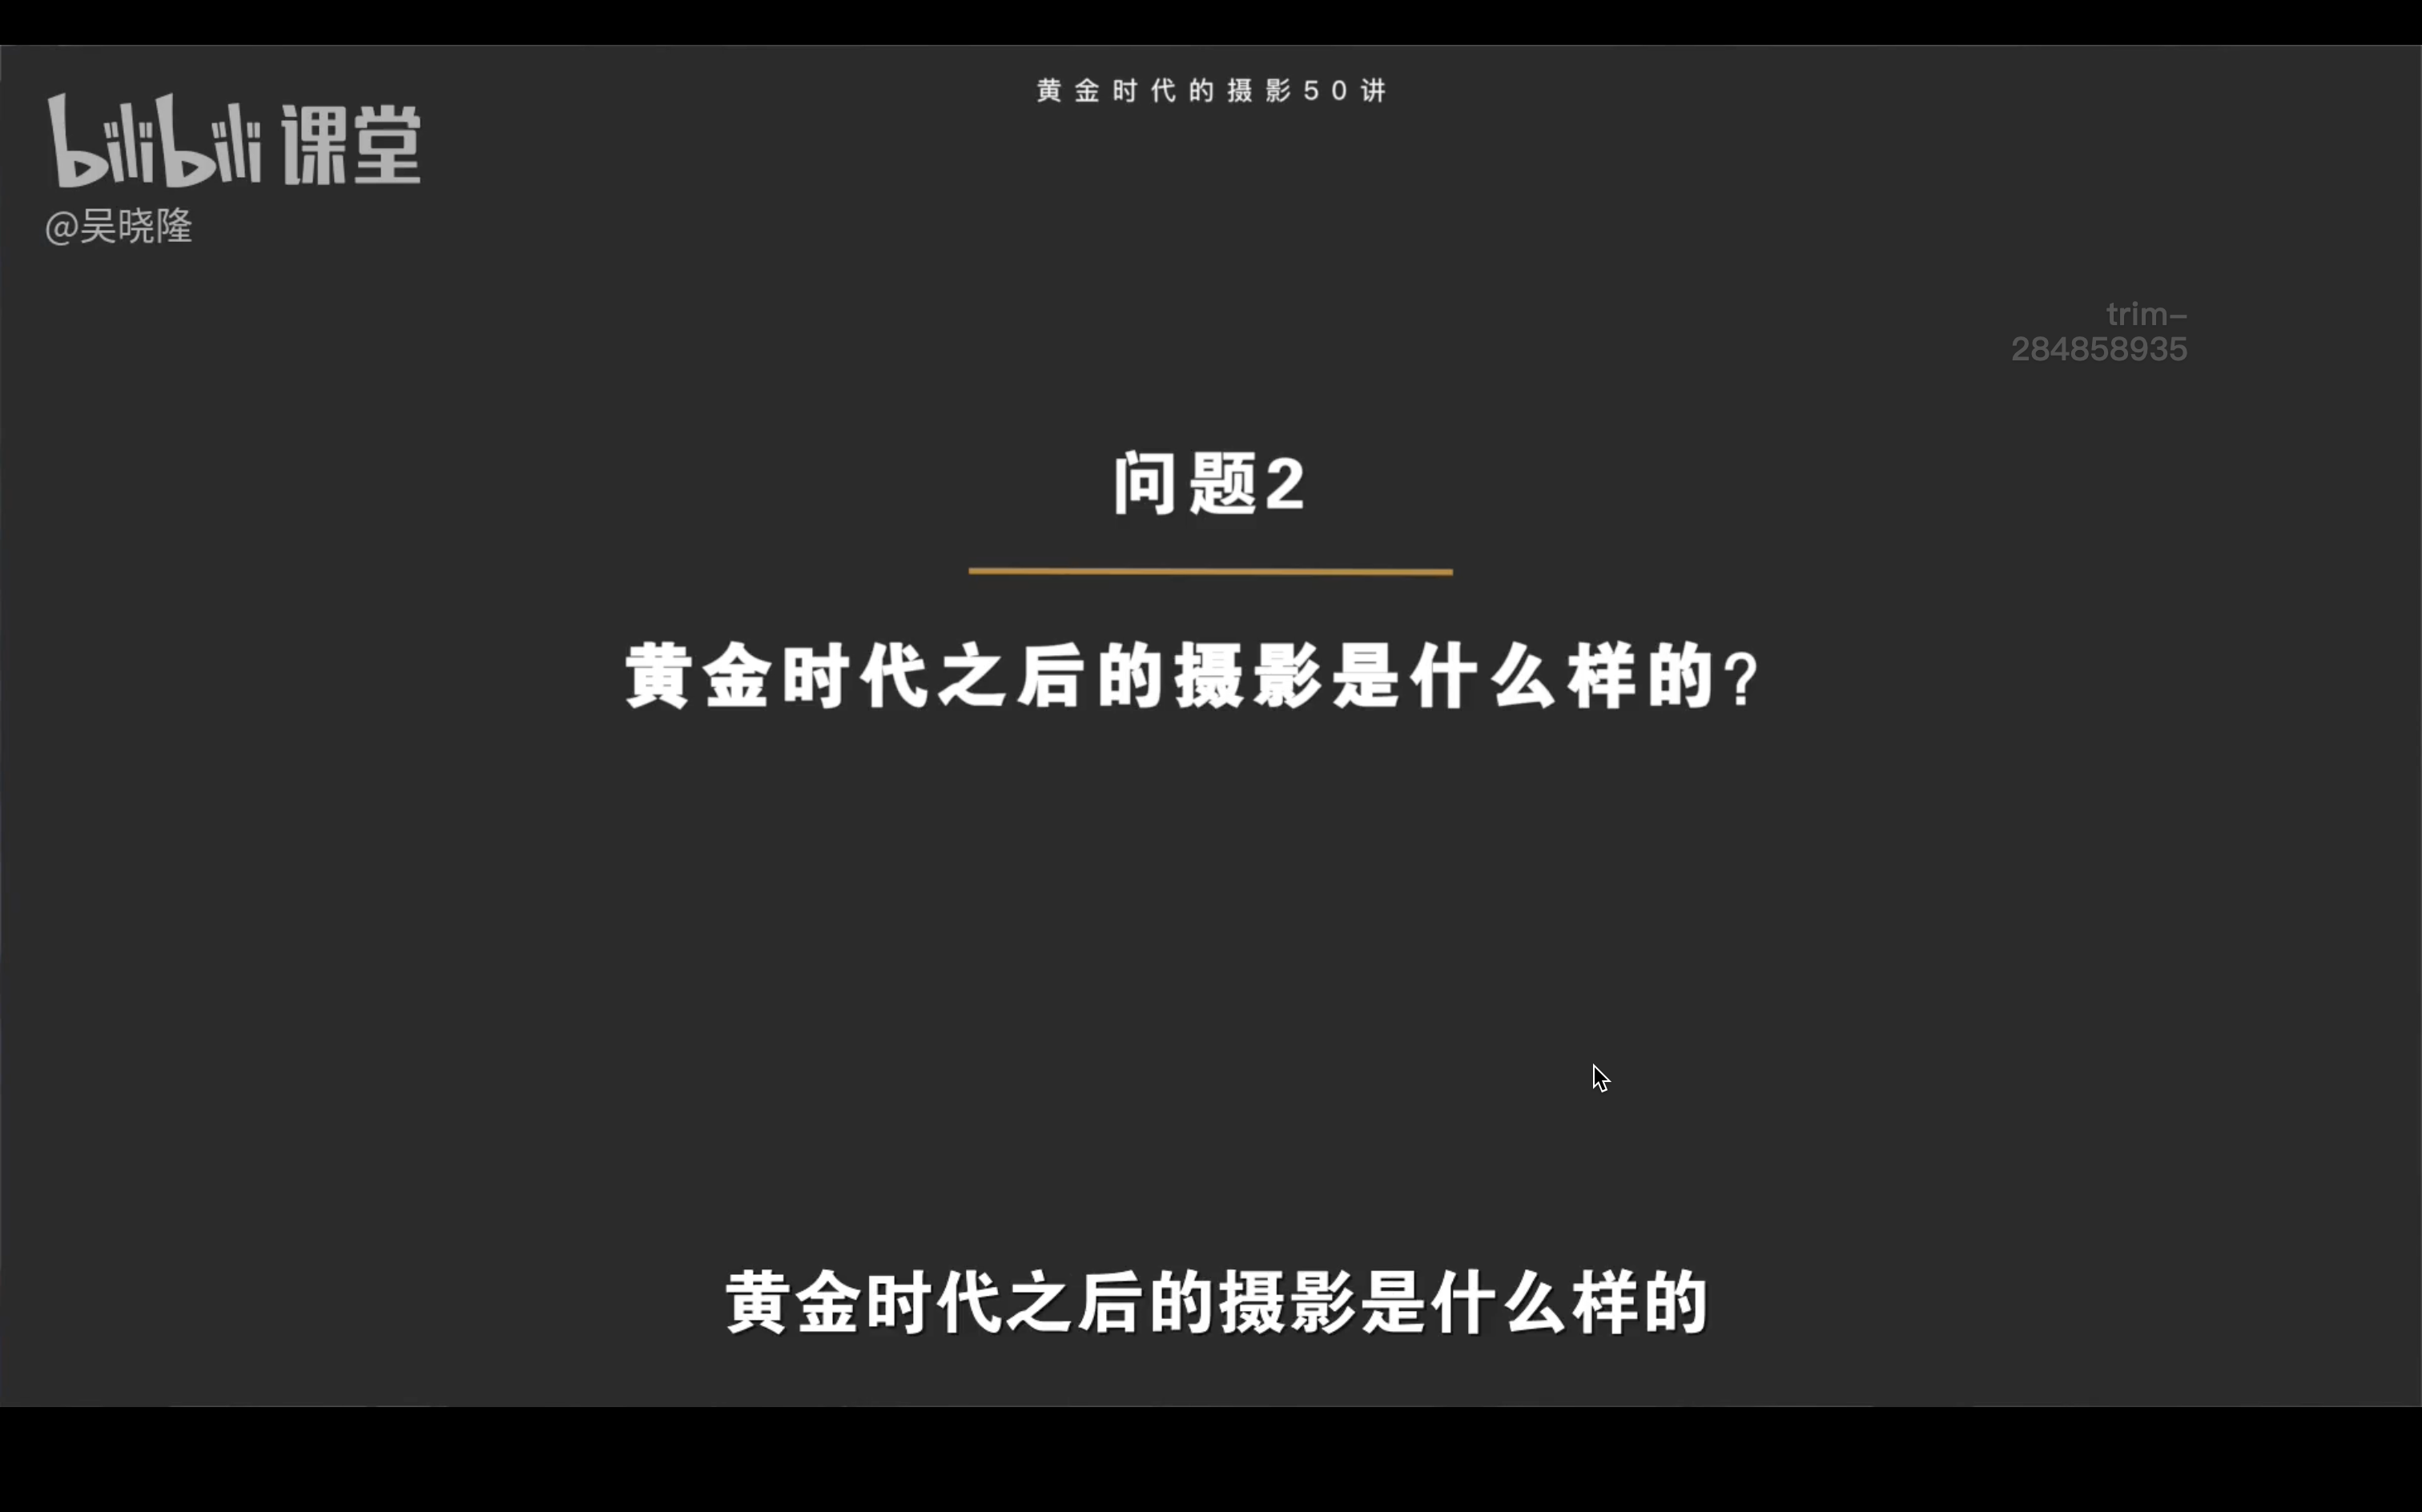 黄金时代的摄影50讲
bilibili课堂
@吴晓隆
trim-
284858935
问题2
黄金时代之后的摄影是什么样的?
黄金时代之后的摄影是什么样的